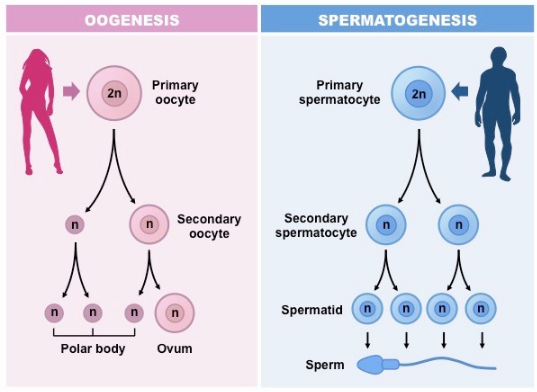 OOGENESIS
2n
Primary
oocyte
n
n
Secondary
oocyte
n
n
n
n
Polar body
Ovum
SPERMATOGENESIS
Primary
spermatocyte
2n
Secondary
spermatocyte
n
n
Spermatid
n
n
n
n
Sperm